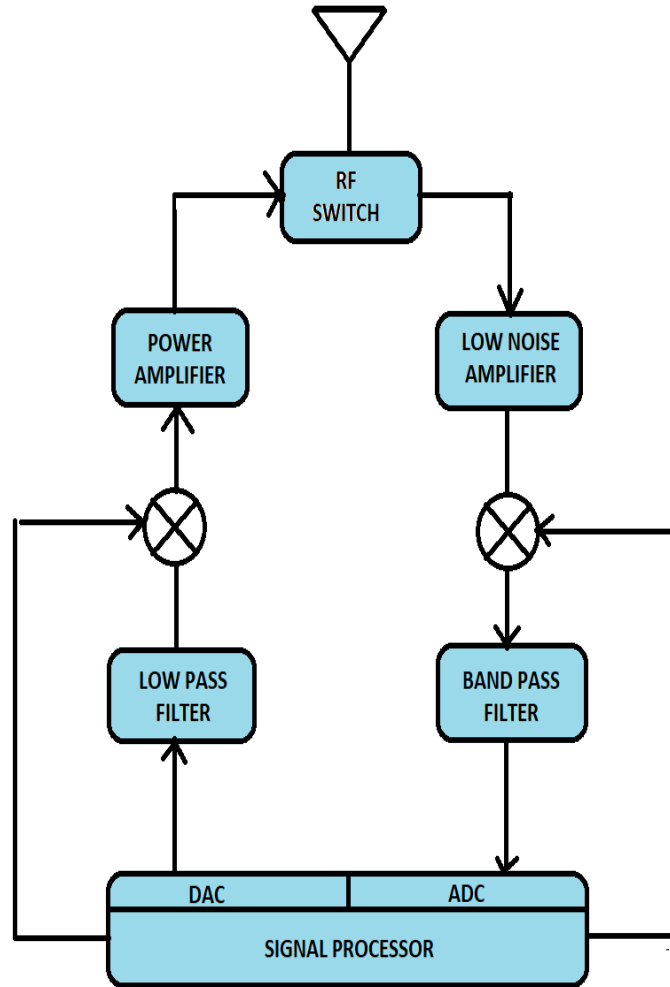 RF
SWITCH
POWER
AMPLIFIER
LOW NOISE
AMPLIFIER
LOW PASS
FILTER
BAND PASS
FILTER
DAC
ADC
SIGNAL PROCESSOR